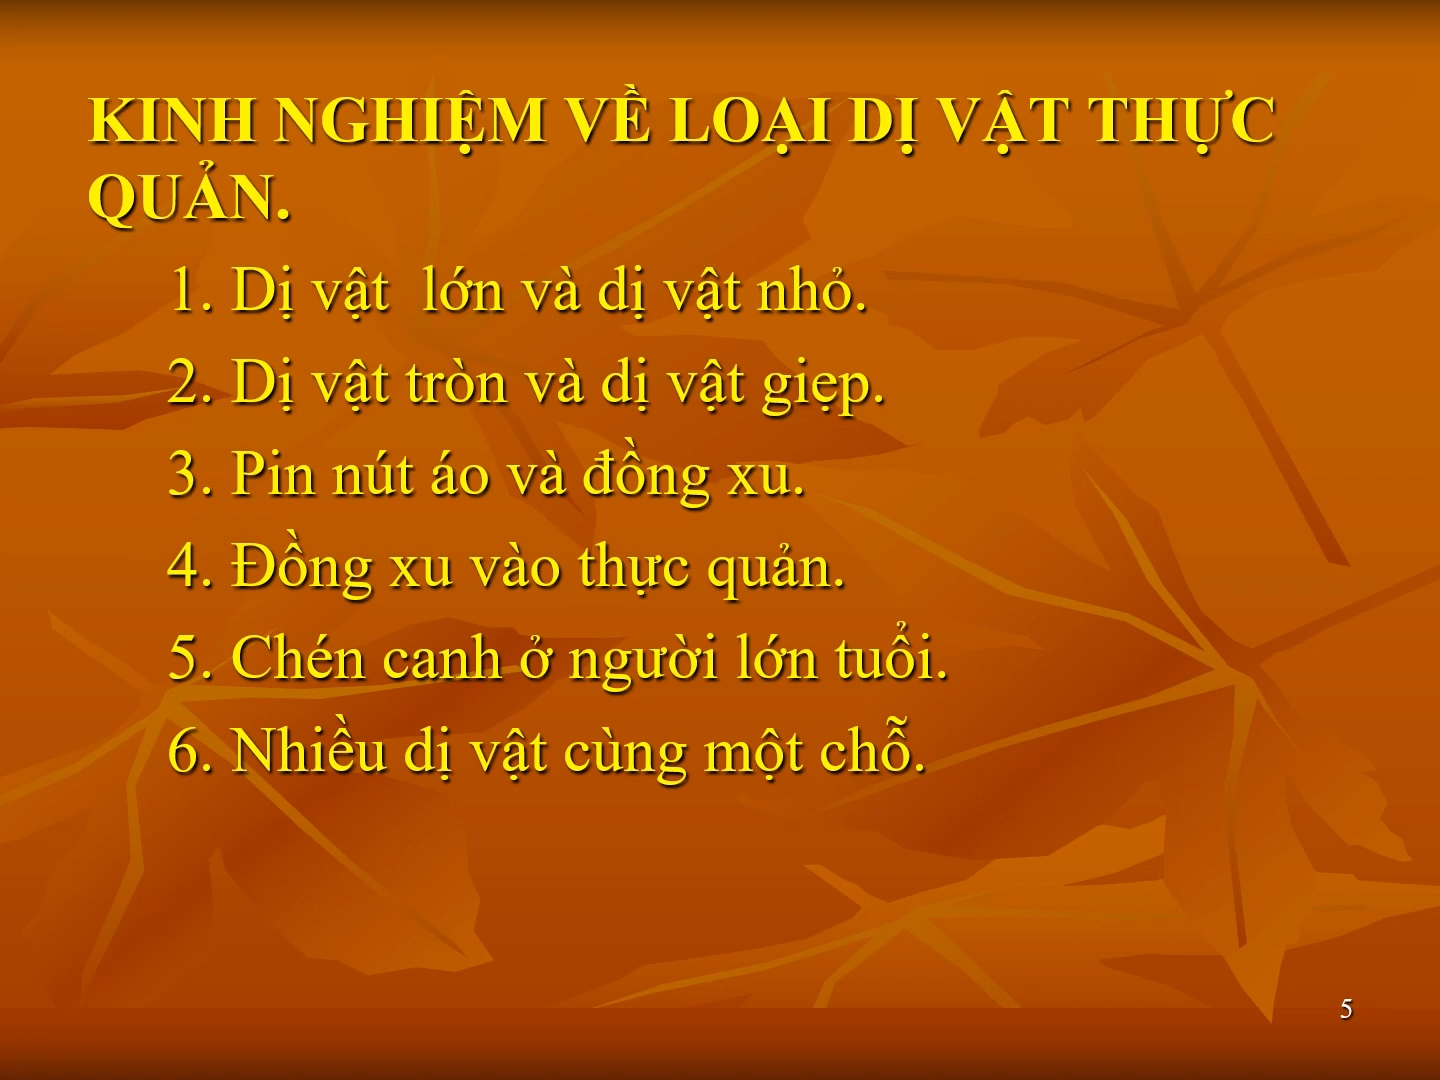 KINH NGHIỆM VỀ LOẠI DỊ VẬT THỰC
QUẢN.
1. Dị vật lớn và dị vật nhỏ.
2. Dị vật tròn và dị vật giẹp.
3. Pin nút áo và đồng xu.
4. Đồng xu vào thực quản.
5. Chén canh ở người lớn tuổi.
6. Nhiều dị vật cùng một chỗ.
5